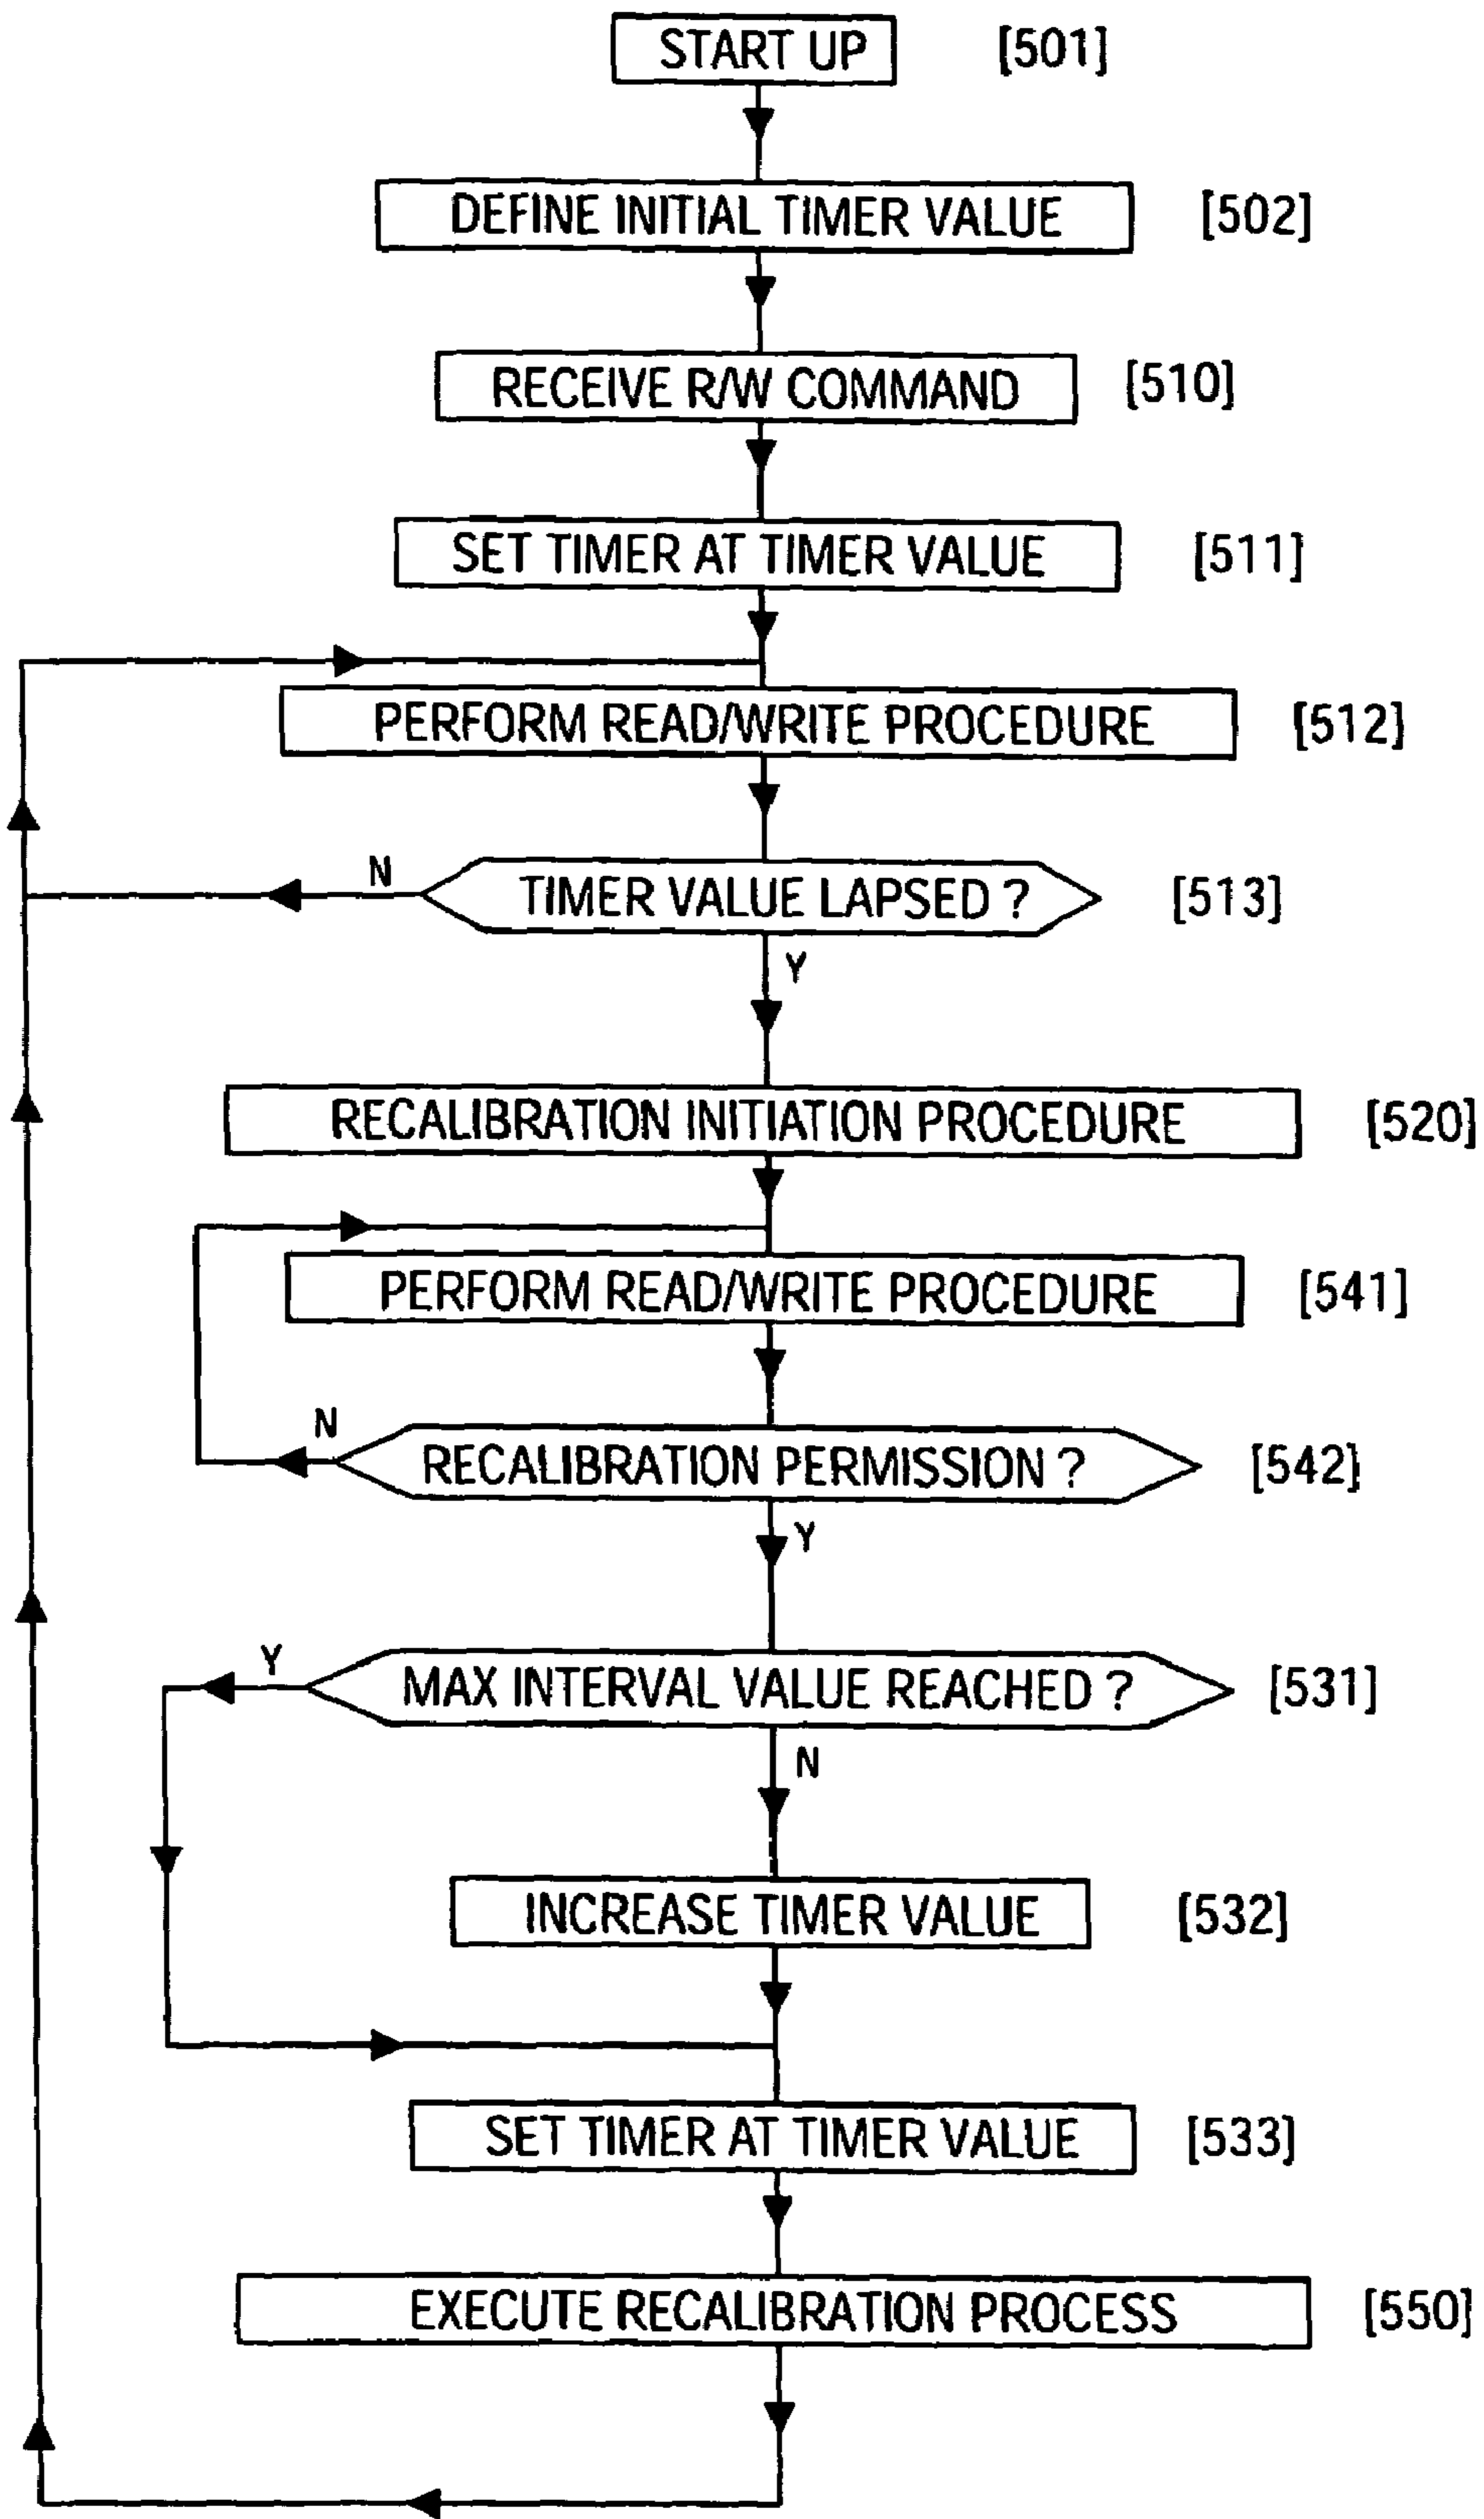 START UP [501]
DEFINE INITIAL TIMER VALUE [502]
RECEIVE R/W COMMAND [510]
SET TIMER AT TIMER VALUE [511]
PERFORM READ/WRITE PROCEDURE [512]
N
TIMER VALUE LAPSED ? [513]
Y
RECALIBRATION INITIATION PROCEDURE [520]
PERFORM READ/WRITE PROCEDURE [541]
N
RECALIBRATION PERMISSION ? [542]
Y
Y
MAX INTERVAL VALUE REACHED ? [531]
N
INCREASE TIMER VALUE [532]
SET TIMER AT TIMER VALUE [533]
EXECUTE RECALIBRATION PROCESS [550]